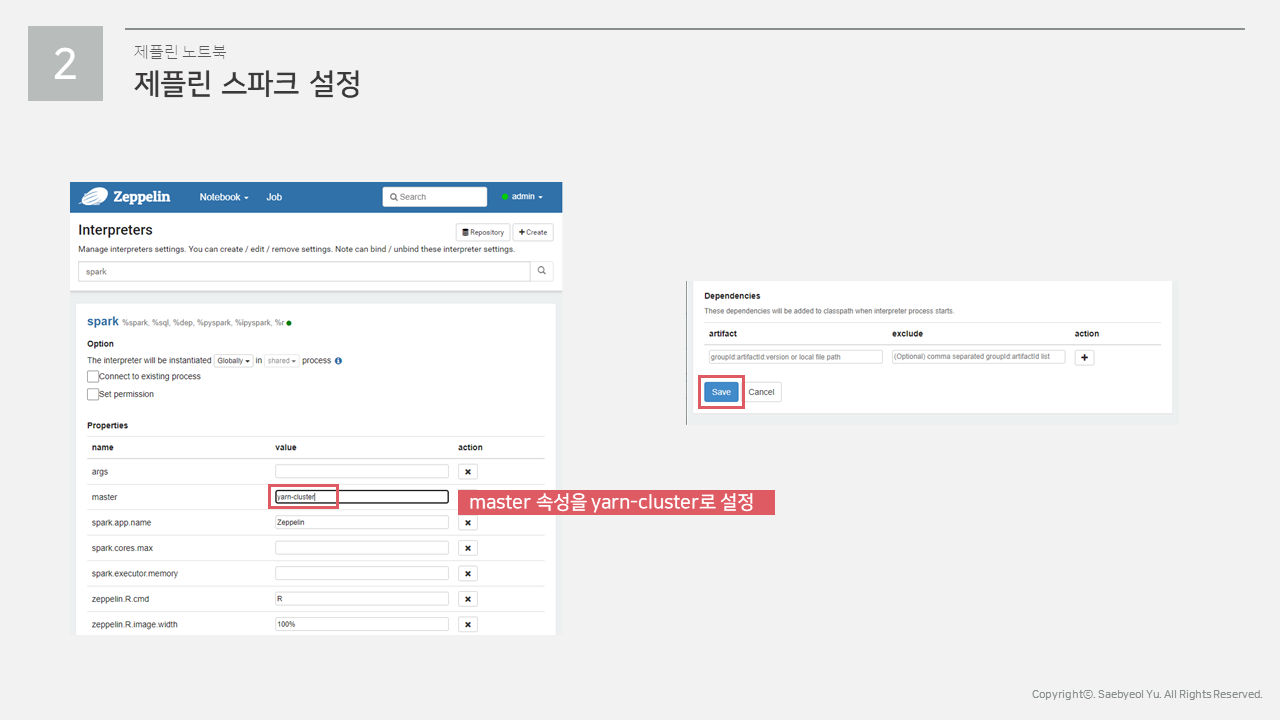 2
제플린 노트북
제플린 스파크 설정
Zeppelin Notebook Job Search admin
Interpreters Repository Create
Manage interpreters settings. You can create / edit / remove settings. Note can bind / unbind these interpreter settings.
spark
spark %spark, %sql, %dep, %pyspark, %ipyspark, %r
Option
The interpreter will be instantiated Globally in shared process
Connect to existing process
Set permission
Properties
name value action
args
master yarn-cluster
master 속성을 yarn-cluster로 설정
spark.app.name Zeppelin
spark.cores.max
spark.executor.memory
zeppelin.R.cmd R
zeppelin.R.image.width 100%
Dependencies
These dependencies will be added to classpath when interpreter process starts.
artifact exclude action
groupId:artifactId:version or local file path (Optional) comma separated groupId:artifactId list
Save Cancel
Copyrightⓒ. Saebyeol Yu. All Rights Reserved.